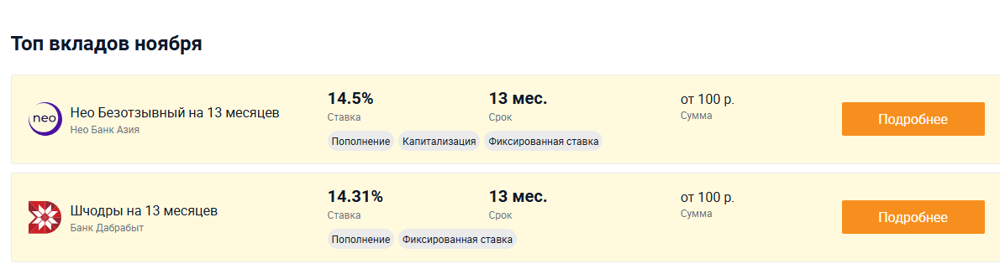 Топ вкладов ноября
neo
Нео Безотзывный на 13 месяцев
Нео Банк Азия
14.5%
Ставка
13 мес.
Срок
от 100 р.
Сумма
Пополнение Капитализация Фиксированная ставка
Подробнее
Шчодры на 13 месяцев
Банк Дабрабыт
14.31%
Ставка
13 мес.
Срок
от 100 р.
Сумма
Пополнение Фиксированная ставка
Подробнее